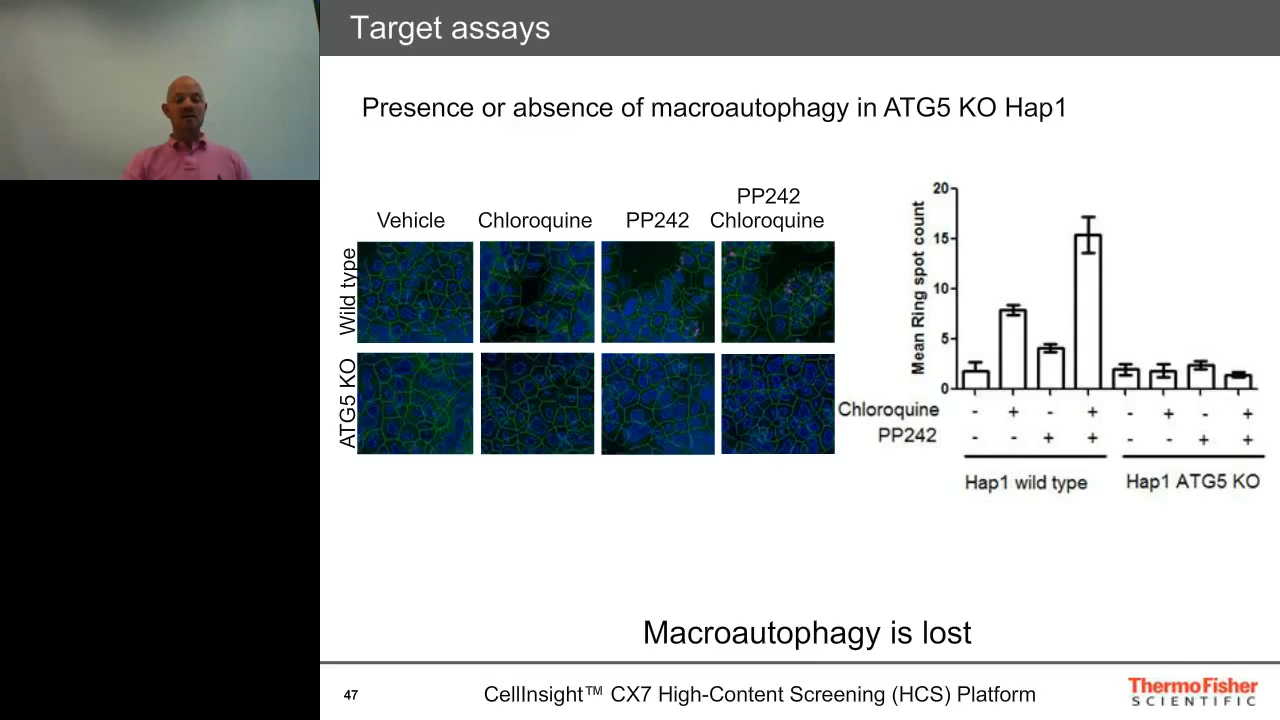 Target assays
Presence or absence of macroautophagy in ATG5 KO Hap1
Vehicle
Chloroquine
PP242
PP242
Chloroquine
Wild type
ATG5 KO
Mean Ring spot count
20
15
10
5
0
Chloroquine - + - + - + - +
PP242 - - + + - - + +
Hap1 wild type
Hap1 ATG5 KO
Macroautophagy is lost
47
CellInsight™ CX7 High-Content Screening (HCS) Platform
ThermoFisher
SCIENTIFIC